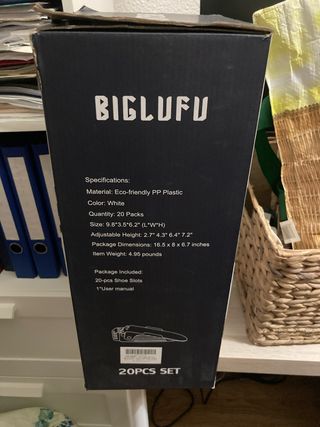 BIGLUFU
Specifications:
Material: Eco-friendly PP Plastic
Color: White
Quantity: 20 Packs
Size: 9.8*3.5*6.2" (L*W*H)
Adjustable Height: 2.7" 4.3" 6.4" 7.2"
Package Dimensions: 16.5 x 8 x 6.7 inches
Item Weight: 4.95 pounds
Package Included:
20-pcs Shoe Slots
1*User manual
20PCS SET